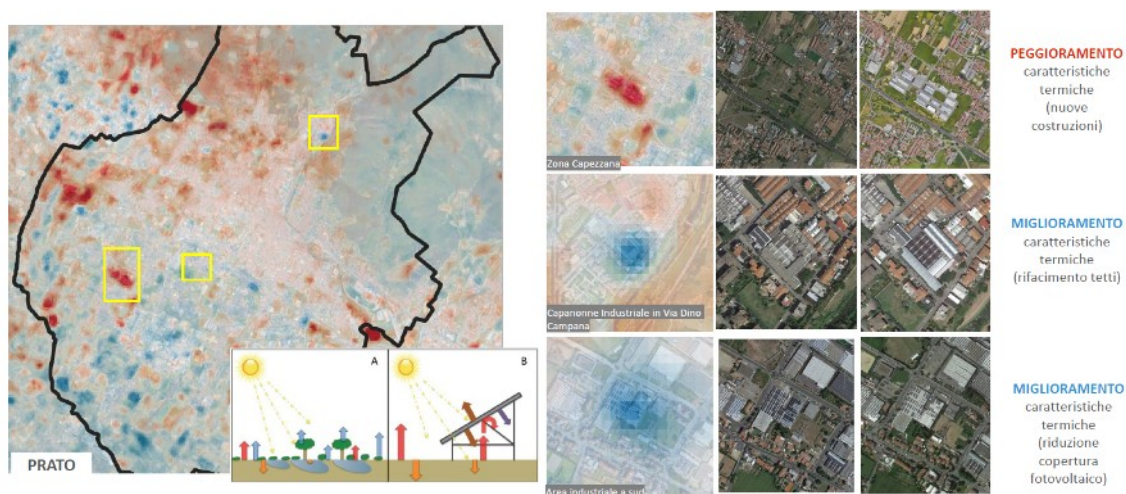 PRATO
A
B
Zona Capezzana
PEGGIORAMENTO
caratteristiche
termiche
(nuove
costruzioni)
Capannone Industriale in Via Dino
Campana
MIGLIORAMENTO
caratteristiche
termiche
(rifacimento tetti)
Area industriale a sud
MIGLIORAMENTO
caratteristiche
termiche
(riduzione
copertura
fotovoltaico)